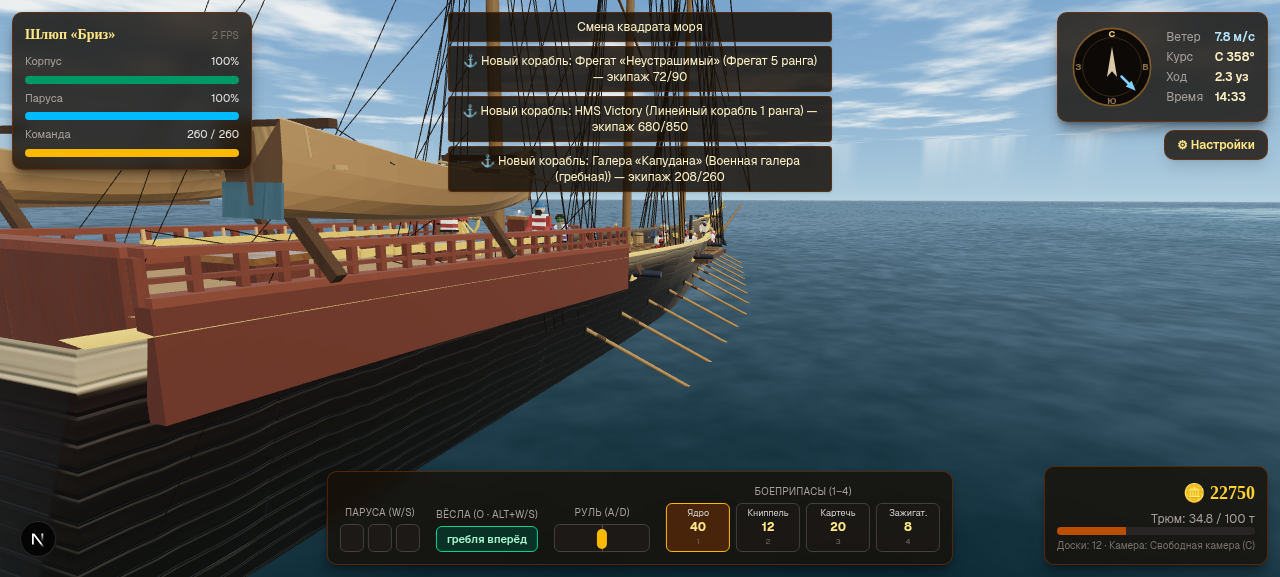 Шлюп «Бриз»
2 FPS
Корпус
100%
Паруса
100%
Команда
260 / 260
Смена квадрата моря
⚓ Новый корабль: Фрегат «Неустрашимый» (Фрегат 5 ранга)
— экипаж 72/90
⚓ Новый корабль: HMS Victory (Линейный корабль 1 ранга) —
экипаж 680/850
⚓ Новый корабль: Галера «Капудана» (Военная галера
(гребная)) — экипаж 208/260
С
З
В
Ю
Ветер 7.8 м/с
Курс С 358°
Ход 2.3 уз
Время 14:33
⚙ Настройки
ПАРУСА (W/S)
ВЁСЛА (O · ALT+W/S)
гребля вперёд
РУЛЬ (A/D)
БОЕПРИПАСЫ (1–4)
Ядро
40
1
Книппель
12
2
Картечь
20
3
Зажигат.
8
4
22750
Трюм: 34.8 / 100 т
Доски: 12 · Камера: Свободная камера (C)
N